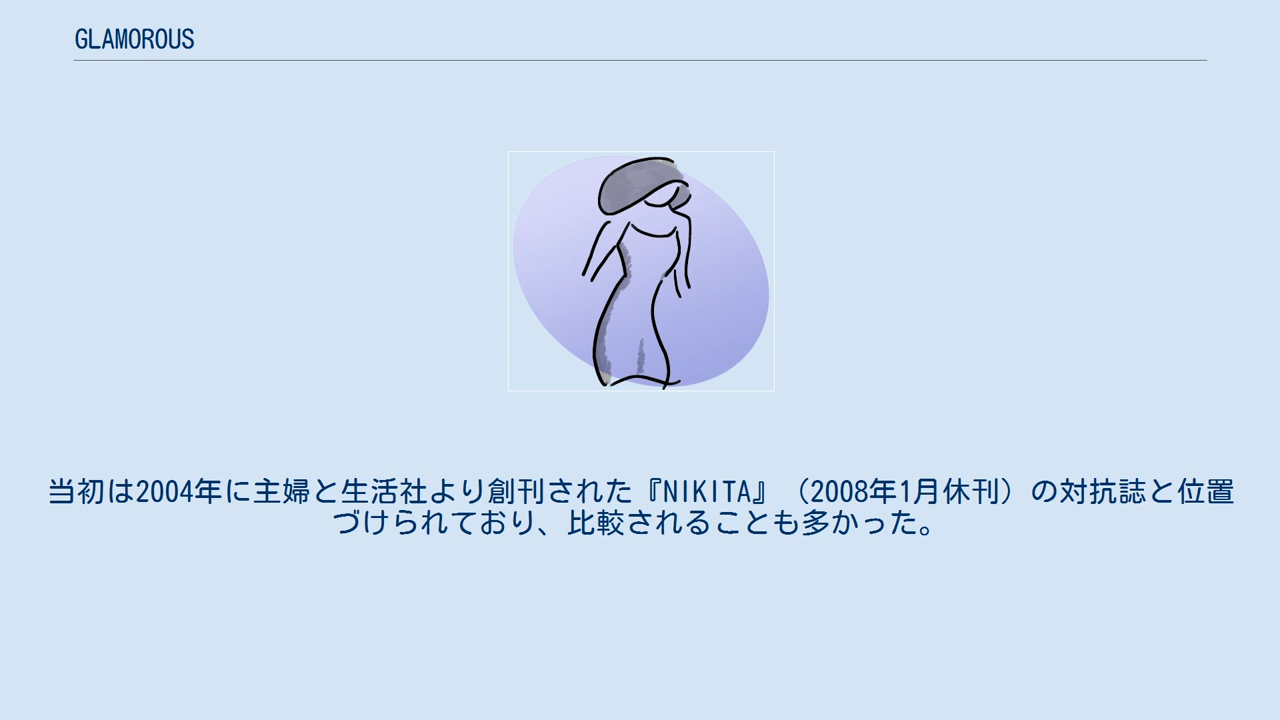 GLAMOROUS
当初は2004年に主婦と生活社より創刊された『NIKITA』（2008年1月休刊）の対抗誌と位置
づけられており、比較されることも多かった。